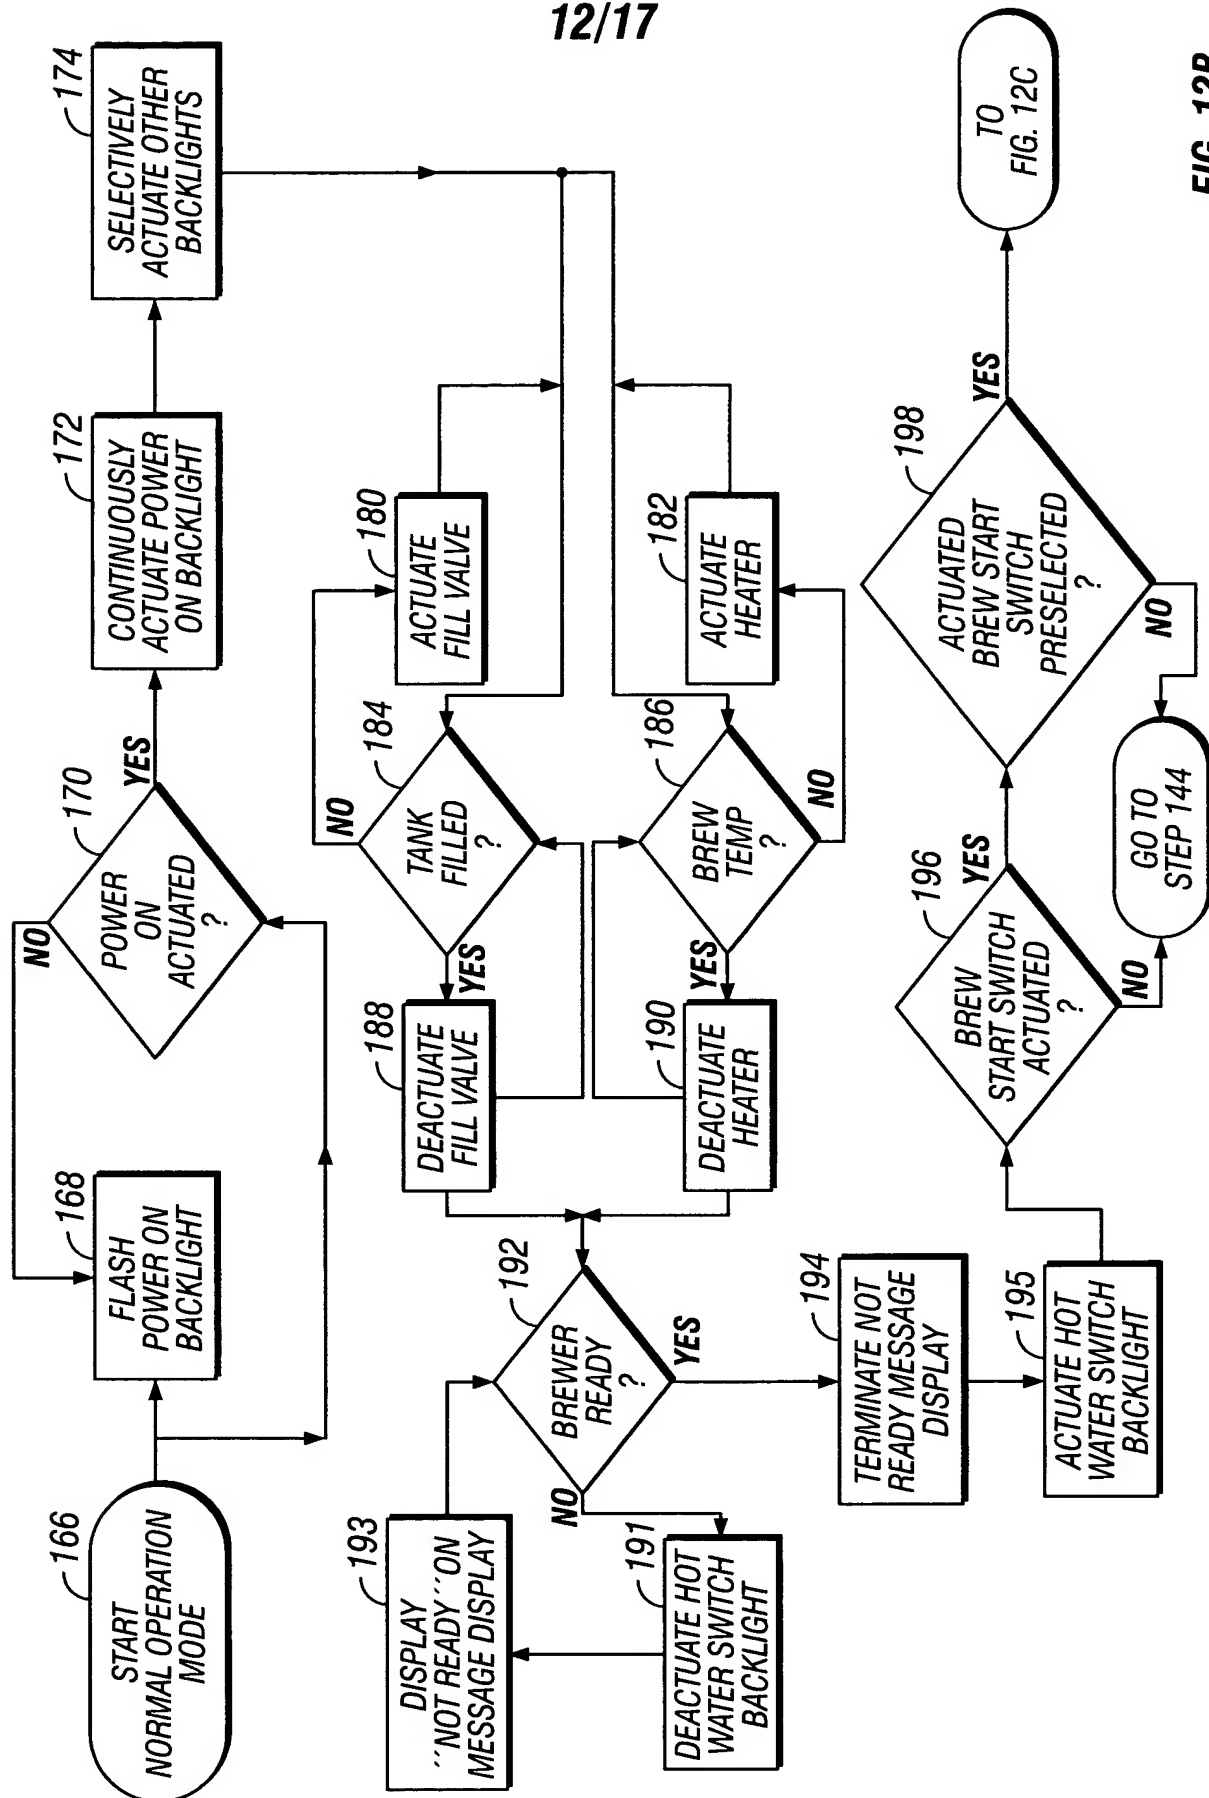 12/17
166
START
NORMAL OPERATION
MODE
168
FLASH
POWER ON
BACKLIGHT
NO
170
POWER
ON
ACTUATED
?
YES
172
CONTINUOUSLY
ACTUATE POWER
ON BACKLIGHT
174
SELECTIVELY
ACTUATE OTHER
BACKLIGHTS
193
DISPLAY
"NOT READY" ON
MESSAGE DISPLAY
188
DEACTUATE
FILL VALVE
YES
184
TANK
FILLED
?
NO
180
ACTUATE
FILL VALVE
192
BREWER
READY
?
NO
YES
190
DEACTUATE
HEATER
YES
186
BREW
TEMP
?
NO
182
ACTUATE
HEATER
191
DEACTUATE HOT
WATER SWITCH
BACKLIGHT
194
TERMINATE NOT
READY MESSAGE
DISPLAY
195
ACTUATE HOT
WATER SWITCH
BACKLIGHT
196
BREW
START SWITCH
ACTUATED
?
YES
NO
198
ACTUATED
BREW START
SWITCH
PRESELECTED
?
YES
NO
GO TO
STEP 144
TO
FIG. 12C
FIG. 12B